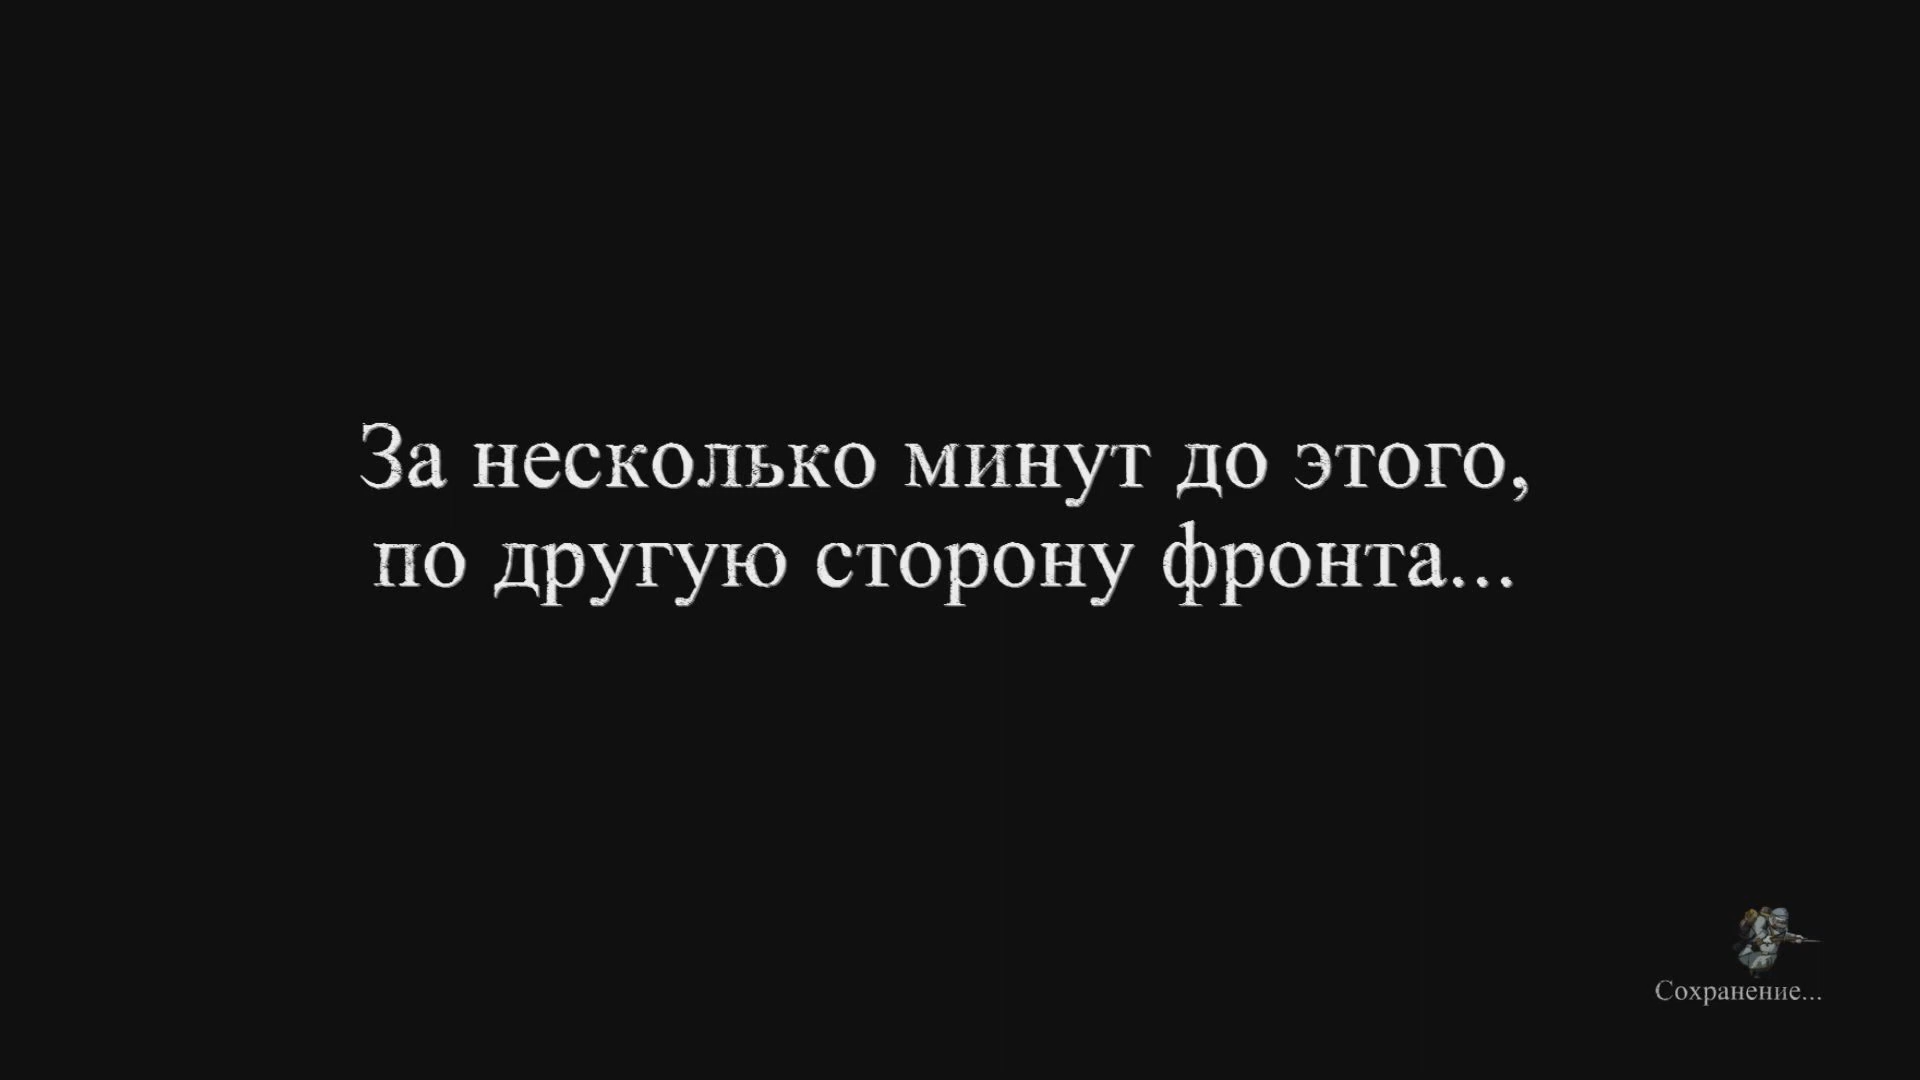 За несколько минут до этого,
по другую сторону фронта...
Сохранение...